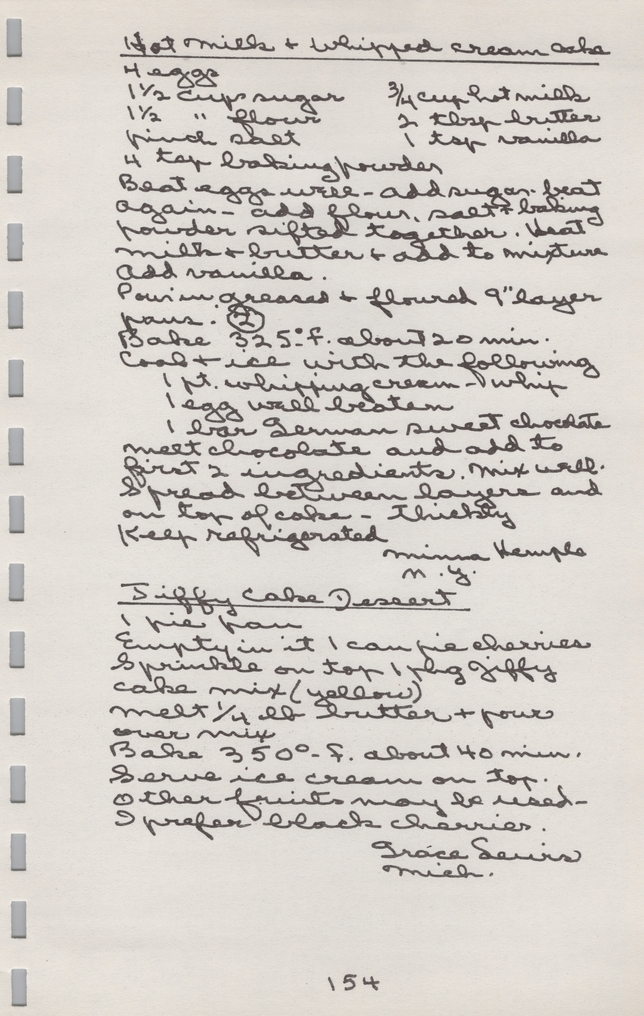 Hot Milk + Whipped cream cake
4 eggs
1 1/2 cups sugar 3/4 cup hot milk
1 1/2 " flour 2 tbsp butter
pinch salt 1 tsp vanilla
4 tsp baking powder
Beat eggs well - add sugar - beat
again - add flour, salt + baking
powder sifted together. Heat
milk + butter + add to mixture
Add vanilla.
Pour in greased + floured 9" layer
pans. (2)
Bake 325° f. about 20 min.
Cool + ice with the following
1 pt. whipping cream - whip
1 egg well beaten
1 bar German sweet chocolate
melt chocolate and add to
first 2 ingredients. Mix well.
Spread between layers and
on top of cake - thickly
Keep refrigerated
Minna Hemple
N.Y.
Jiffy Cake Dessert
1 pie pan
Empty in it 1 can pie cherries
Sprinkle on top 1 pkg Jiffy
cake mix (yellow)
melt 1/4 lb butter + pour
over mix
Bake 350° - f. about 40 min.
Serve ice cream on top.
Other fruits may be used -
I prefer black cherries.
Grace
Mich.
154